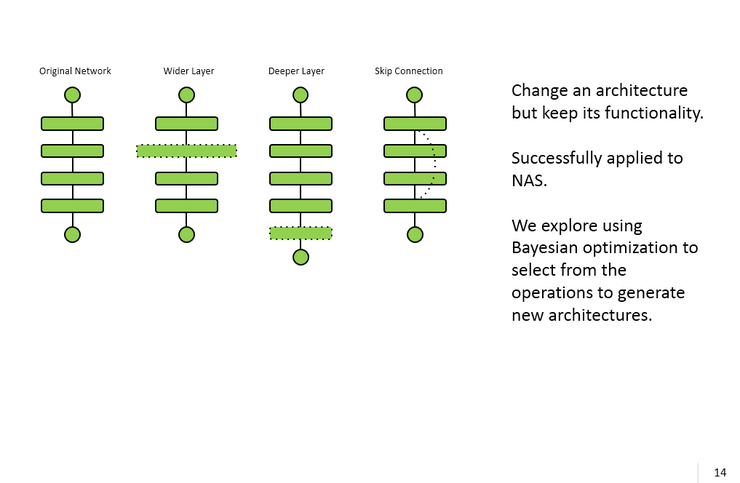 Original Network
Wider Layer
Deeper Layer
Skip Connection
Change an architecture
but keep its functionality.
Successfully applied to
NAS.
We explore using
Bayesian optimization to
select from the
operations to generate
new architectures.
14